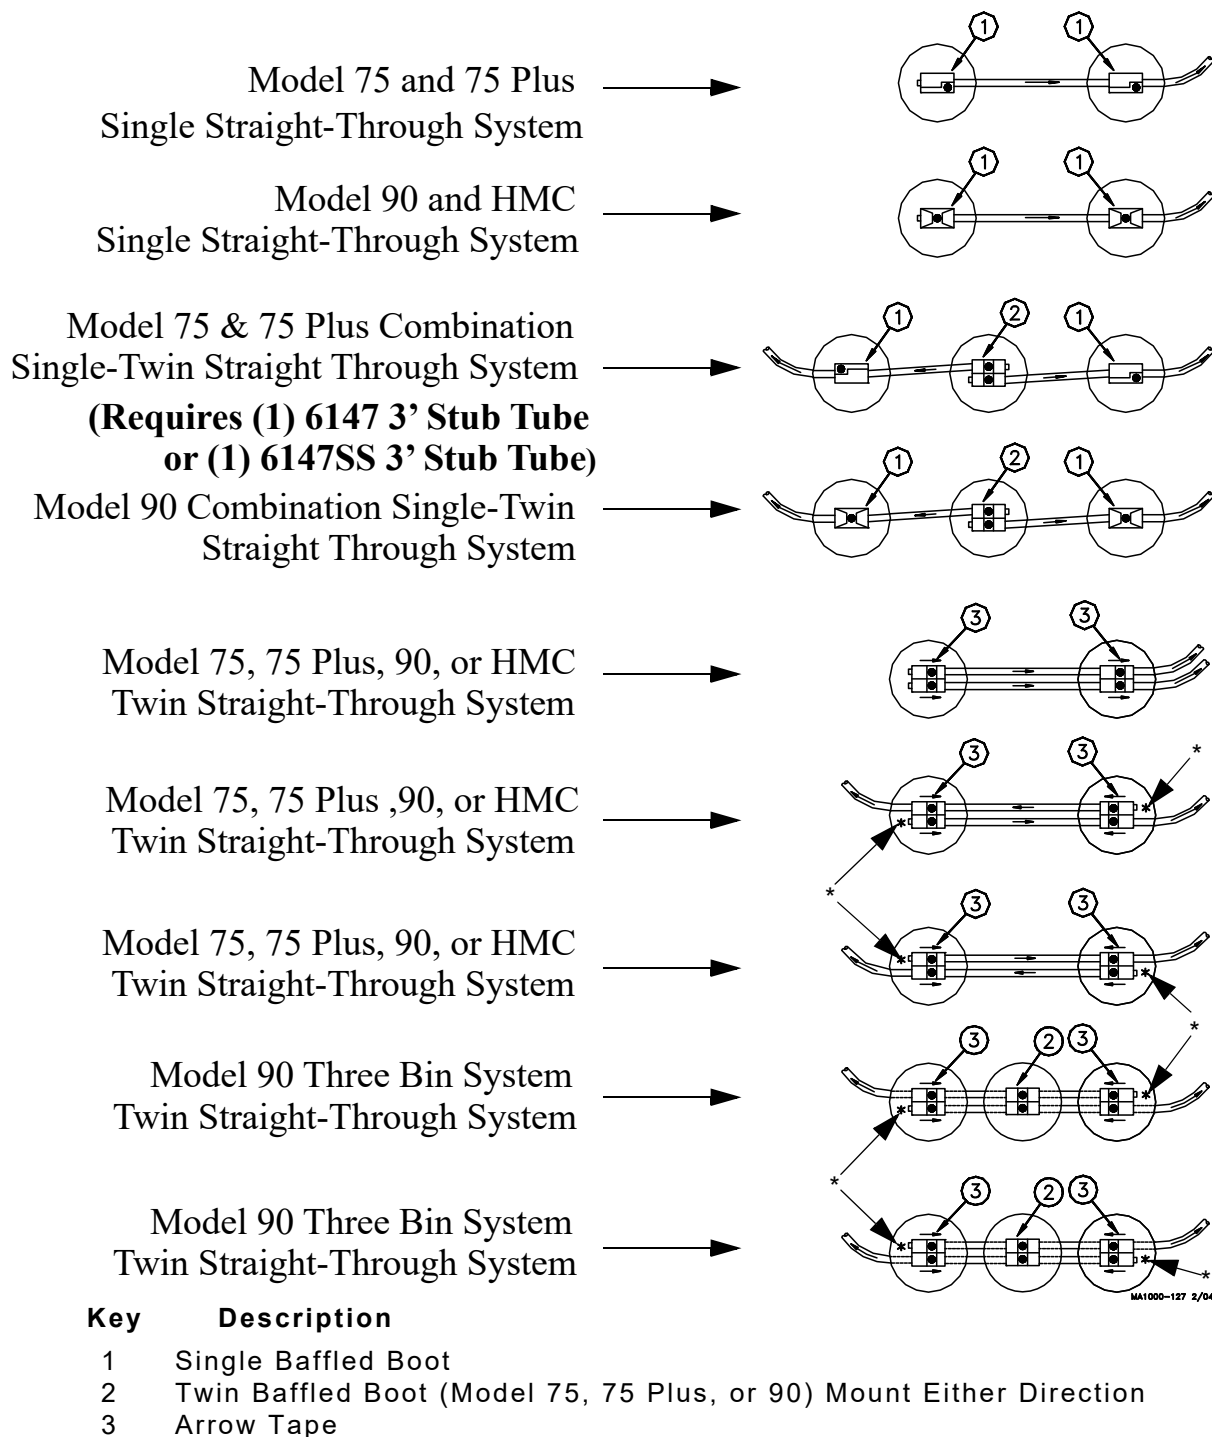 1 1
Model 75 and 75 Plus
Single Straight-Through System
1 1
Model 90 and HMC
Single Straight-Through System
1 2 1
Model 75 & 75 Plus Combination
Single-Twin Straight Through System
(Requires (1) 6147 3’ Stub Tube
or (1) 6147SS 3’ Stub Tube)
1 2 1
Model 90 Combination Single-Twin
Straight Through System
3 3
Model 75, 75 Plus, 90, or HMC
Twin Straight-Through System
3 3 *
Model 75, 75 Plus ,90, or HMC
Twin Straight-Through System
* *
*
3 3
Model 75, 75 Plus, 90, or HMC
Twin Straight-Through System
* *
*
3 2 3
Model 90 Three Bin System
Twin Straight-Through System
* *
*
3 2 3
Model 90 Three Bin System
Twin Straight-Through System
* * *
MA1000-127 2/04
Key Description
1 Single Baffled Boot
2 Twin Baffled Boot (Model 75, 75 Plus, or 90) Mount Either Direction
3 Arrow Tape